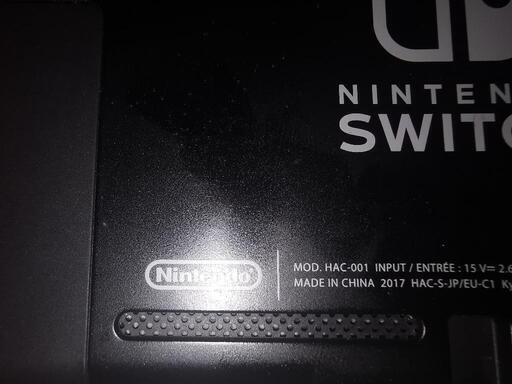 NINTEN
SWITC
Nintendo
MOD. HAC-001 INPUT / ENTRÉE : 15 V⎓ 2.6
MADE IN CHINA 2017 HAC-S-JP/EU-C1 Ky